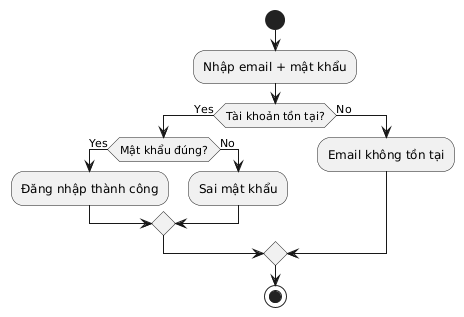 Nhập email + mật khẩu
Yes
Tài khoản tồn tại?
No
Yes
Mật khẩu đúng?
No
Email không tồn tại
Đăng nhập thành công
Sai mật khẩu